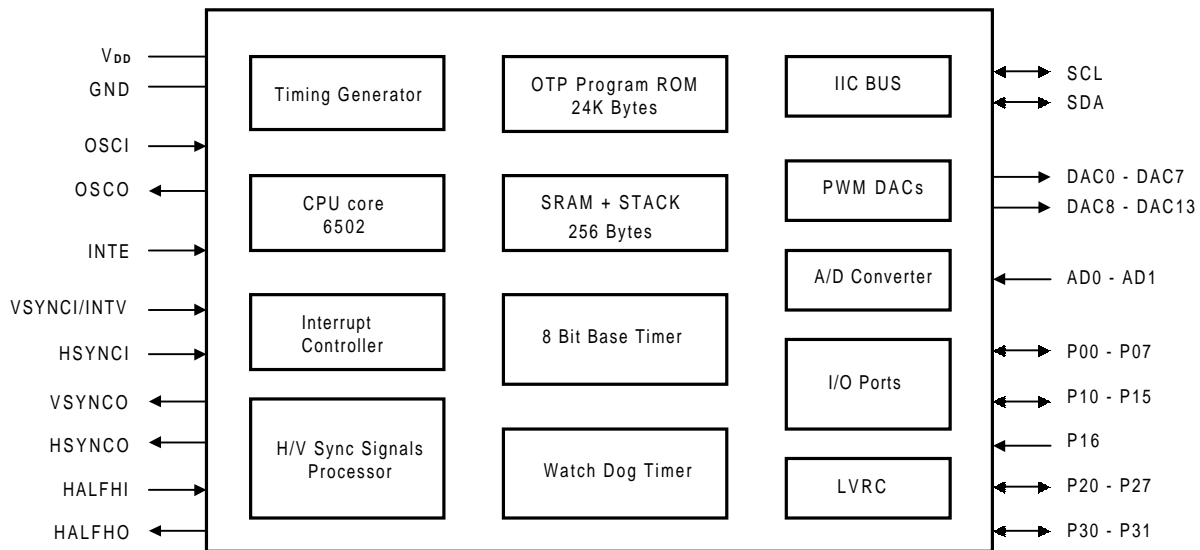 VDD
GND
OSCI
OSCO
INTE
VSYNCI/INTV
HSYNCI
VSYNCO
HSYNCO
HALFHI
HALFHO
Timing Generator
CPU core
6502
Interrupt
Controller
H/V Sync Signals
Processor
OTP Program ROM
24K Bytes
SRAM + STACK
256 Bytes
8 Bit Base Timer
Watch Dog Timer
IIC BUS
PWM DACs
A/D Converter
I/O Ports
LVRC
SCL
SDA
DAC0 - DAC7
DAC8 - DAC13
AD0 - AD1
P00 - P07
P10 - P15
P16
P20 - P27
P30 - P31